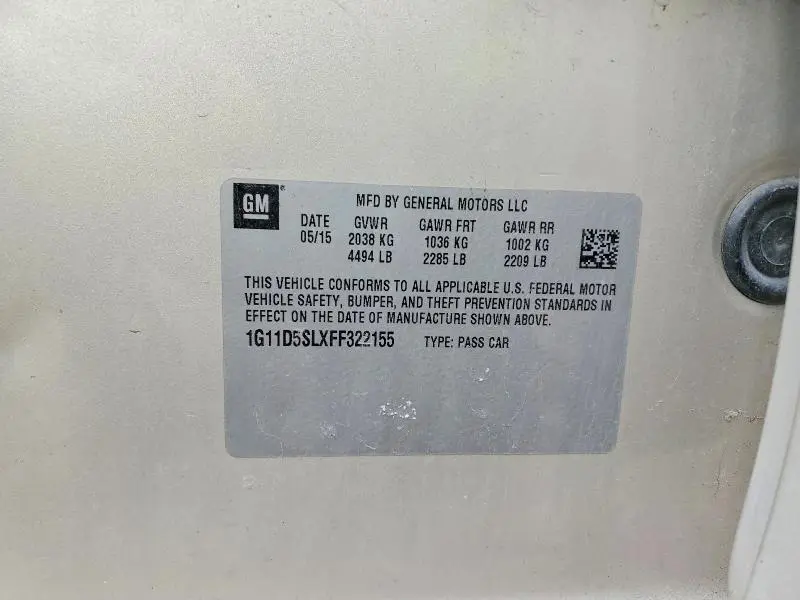 GM ®
MFD BY GENERAL MOTORS LLC
DATE GVWR GAWR FRT GAWR RR
05/15 2038 KG 1036 KG 1002 KG
4494 LB 2285 LB 2209 LB
THIS VEHICLE CONFORMS TO ALL APPLICABLE U.S. FEDERAL MOTOR
VEHICLE SAFETY, BUMPER, AND THEFT PREVENTION STANDARDS IN
EFFECT ON THE DATE OF MANUFACTURE SHOWN ABOVE.
1G11D5SLXFF322155 TYPE: PASS CAR